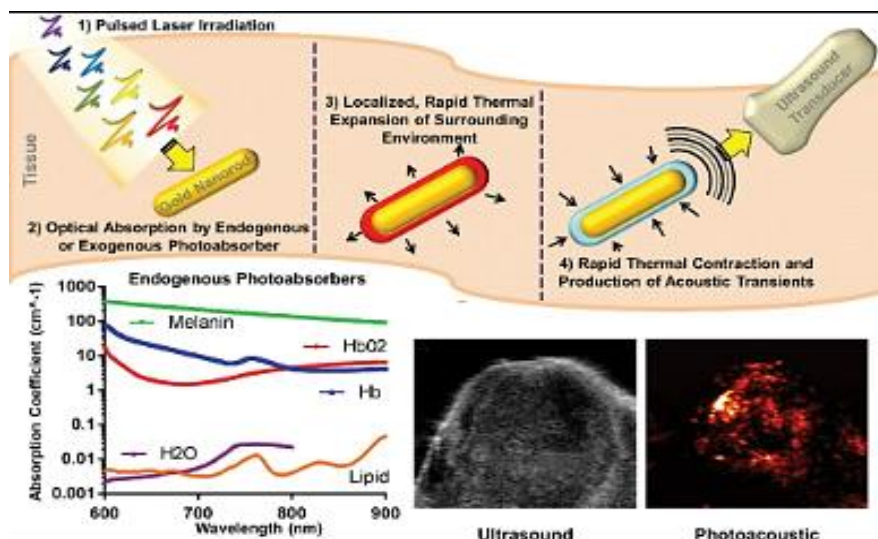 1) Pulsed Laser Irradiation
Tissue
Gold Nanorod
2) Optical Absorption by Endogenous
or Exogenous Photoabsorber
3) Localized, Rapid Thermal
Expansion of Surrounding
Environment
Ultrasound
Transducer
4) Rapid Thermal Contraction and
Production of Acoustic Transients
Endogenous Photoabsorbers
Absorption Coefficient (cm^-1)
1000
100
10
1
0.1
0.01
0.001
Melanin
Hb02
Hb
H2O
Lipid
600
700
800
900
Wavelength (nm)
Ultrasound
Photoacoustic